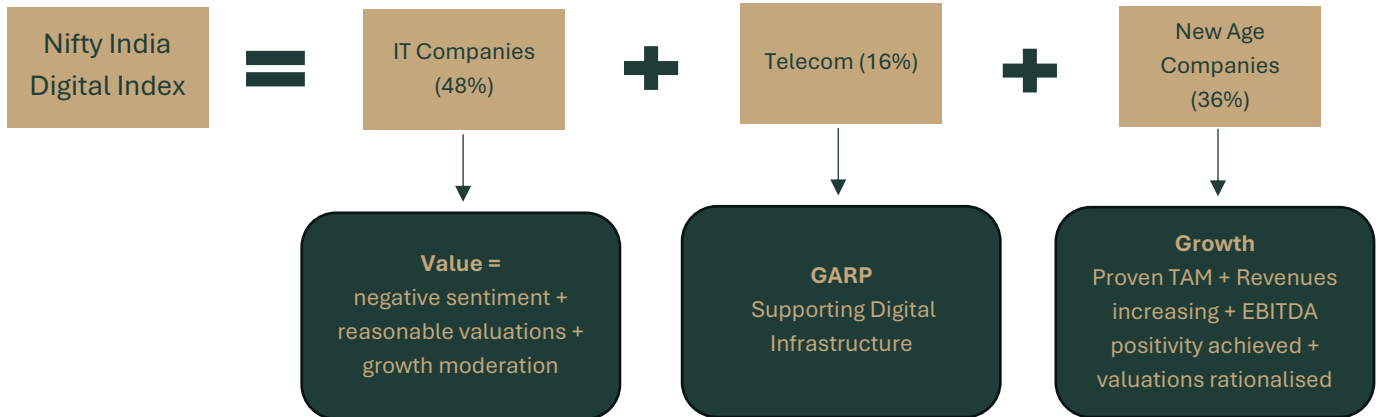 Nifty India
Digital Index
=
IT Companies
(48%)
+
Telecom (16%)
+
New Age
Companies
(36%)
Value =
negative sentiment +
reasonable valuations +
growth moderation
GARP
Supporting Digital
Infrastructure
Growth
Proven TAM + Revenues
increasing + EBITDA
positivity achieved +
valuations rationalised